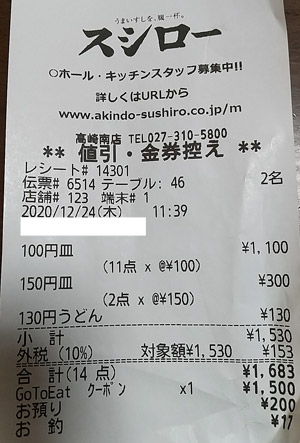 うまいすしを、腹一杯。
スシロー
○ホール・キッチンスタッフ募集中!!
詳しくはURLから
www.akindo-sushiro.co.jp/m
高崎南店 TEL027-310-5800
** 値引・金券控え **
レシート# 14301
伝票# 6514 テーブル: 46 2名
店舗# 123 端末# 1
2020/12/24(木) 11:39
100円皿 ¥1,100
(11点 x @¥100)
150円皿 ¥300
(2点 x @¥150)
130円うどん ¥130
小 計 ¥1,530
外税 (10%) 対象額¥1,530 ¥153
合 計(14 点) ¥1,683
GoToEat クーポン x1 ¥1,500
お預り ¥200
お 釣 ¥17